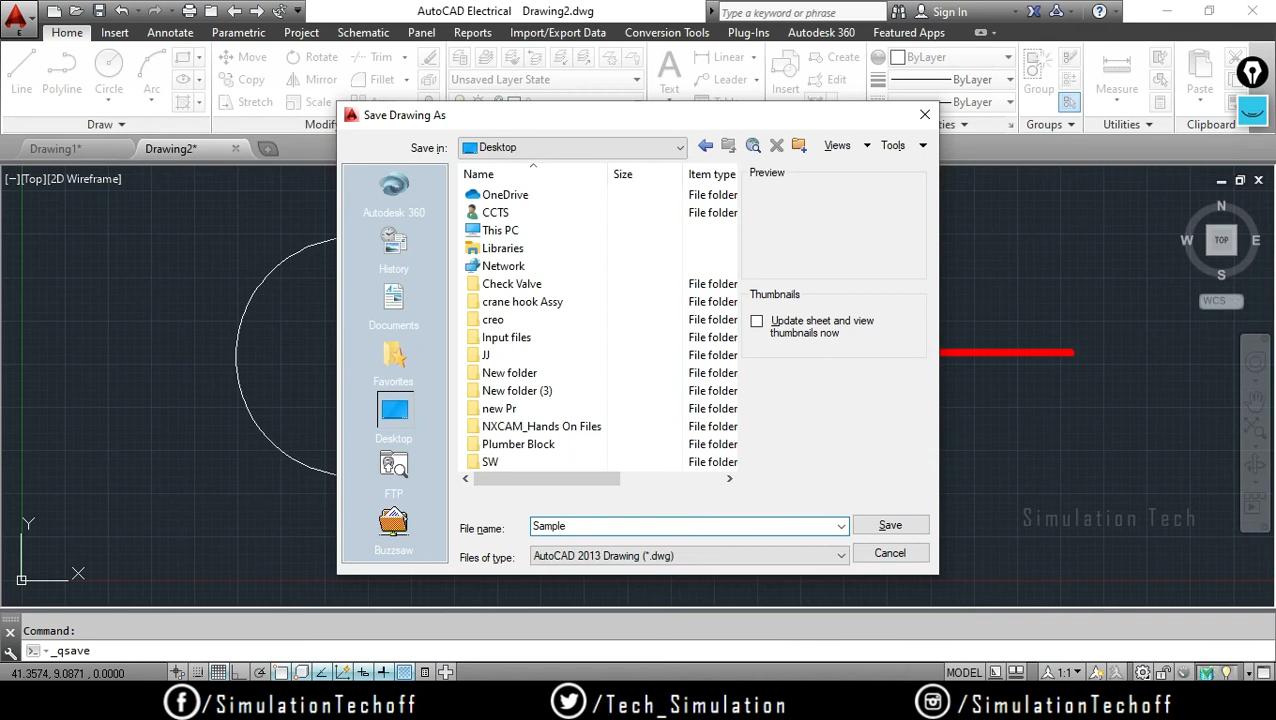 AutoCAD Electrical Drawing2.dwg
Type a keyword or phrase
Sign In
Home Insert Annotate Parametric Project Schematic Panel Reports Import/Export Data Conversion Tools Plug-Ins Autodesk 360 Featured Apps
Move Rotate Trim
Copy Mirror Fillet
Stretch Scale
Line Polyline Circle Arc
Unsaved Layer State
Text
Linear
Leader
Insert
Create
Edit
ByLayer
ByLayer
ByLayer
Group
Measure
Paste
Draw
Groups
Utilities
Clipboard
Drawing1*
Drawing2*
[−][Top][2D Wireframe]
Save Drawing As
Save in: Desktop
Views
Tools
Name Size Item type
OneDrive File folder
CCTS File folder
This PC
Libraries
Network
Check Valve File folder
crane hook Assy File folder
creo File folder
Input files File folder
JJ File folder
New folder File folder
New folder (3) File folder
new Pr File folder
NXCAM_Hands On Files File folder
Plumber Block File folder
SW File folder
Autodesk 360
History
Documents
Favorites
Desktop
FTP
Buzzsaw
Preview
Thumbnails
Update sheet and view
thumbnails now
File name: Sample
Save
Files of type: AutoCAD 2013 Drawing (*.dwg)
Cancel
N
W TOP E
S
WCS
Simulation Tech
Y
X
Command:
_qsave
41.3574, 9.0871, 0.0000
MODEL
1:1
/SimulationTechoff
/Tech_Simulation
/SimulationTechoff